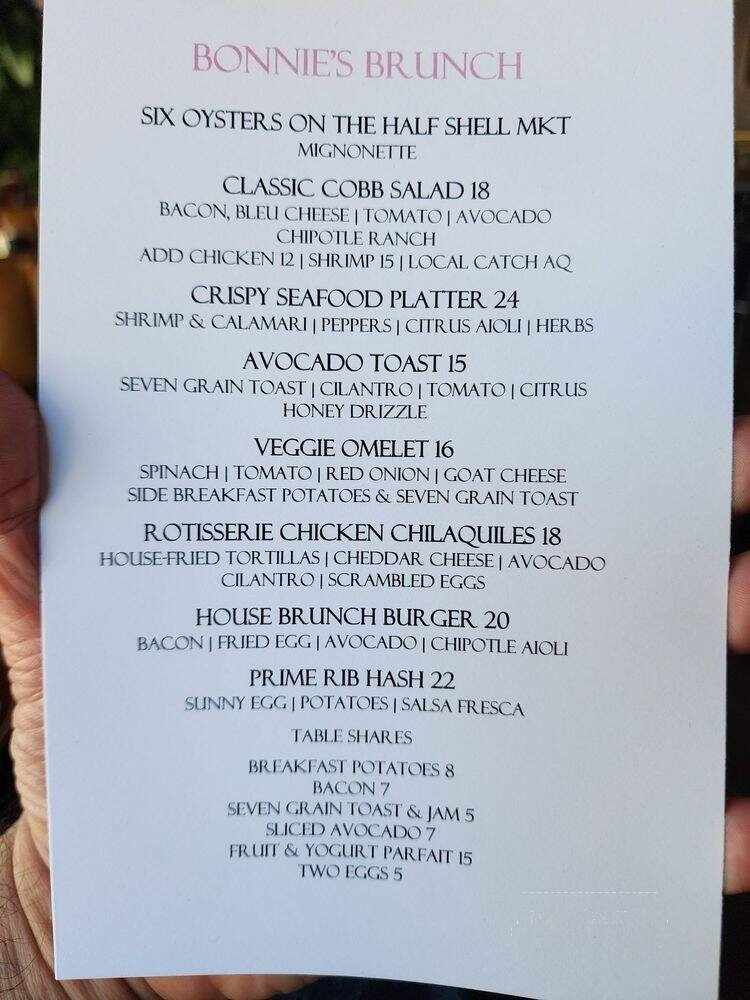 BONNIE'S BRUNCH
SIX OYSTERS ON THE HALF SHELL MKT
MIGNONETTE
CLASSIC COBB SALAD 18
BACON, BLEU CHEESE | TOMATO | AVOCADO
CHIPOTLE RANCH
ADD CHICKEN 12 | SHRIMP 15 | LOCAL CATCH AQ
CRISPY SEAFOOD PLATTER 24
SHRIMP & CALAMARI | PEPPERS | CITRUS AIOLI | HERBS
AVOCADO TOAST 15
SEVEN GRAIN TOAST | CILANTRO | TOMATO | CITRUS
HONEY DRIZZLE
VEGGIE OMELET 16
SPINACH | TOMATO | RED ONION | GOAT CHEESE
SIDE BREAKFAST POTATOES & SEVEN GRAIN TOAST
ROTISSERIE CHICKEN CHILAQUILES 18
HOUSE-FRIED TORTILLAS | CHEDDAR CHEESE | AVOCADO
CILANTRO | SCRAMBLED EGGS
HOUSE BRUNCH BURGER 20
BACON | FRIED EGG | AVOCADO | CHIPOTLE AIOLI
PRIME RIB HASH 22
SUNNY EGG | POTATOES | SALSA FRESCA
TABLE SHARES
BREAKFAST POTATOES 8
BACON 7
SEVEN GRAIN TOAST & JAM 5
SLICED AVOCADO 7
FRUIT & YOGURT PARFAIT 15
TWO EGGS 5